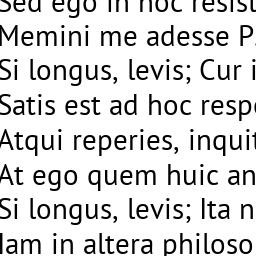 Sed ego in hoc resist
Memini me adesse P.
Si longus, levis; Cur i
Satis est ad hoc resp
Atqui reperies, inquit
At ego quem huic an
Si longus, levis; Ita n
Iam in altera philoso